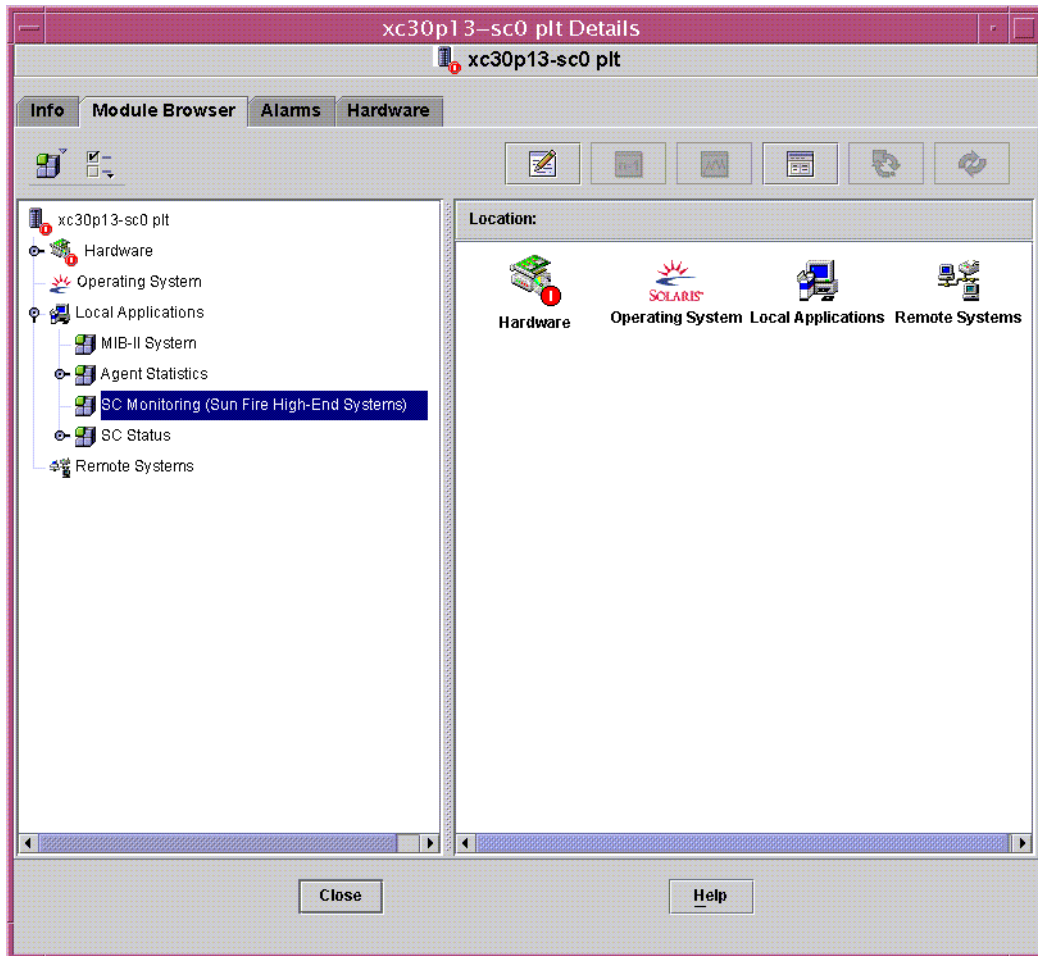 xc30p13-sc0 plt Details
xc30p13-sc0 plt
Info Module Browser Alarms Hardware
xc30p13-sc0 plt
Hardware
Operating System
Local Applications
MIB-II System
Agent Statistics
SC Monitoring (Sun Fire High-End Systems)
SC Status
Remote Systems
Location:
SOLARIS
Hardware Operating System Local Applications Remote Systems
Close Help